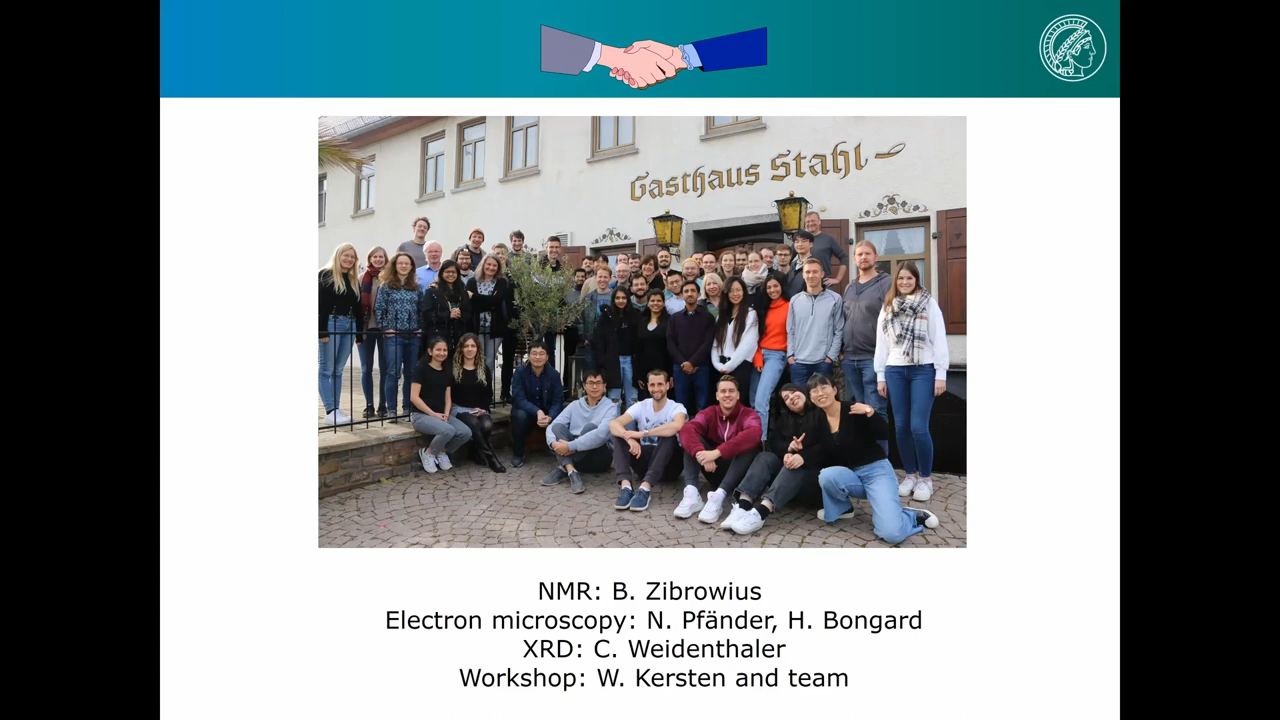 Gasthaus Stahl
NMR: B. Zibrowius
Electron microscopy: N. Pfänder, H. Bongard
XRD: C. Weidenthaler
Workshop: W. Kersten and team